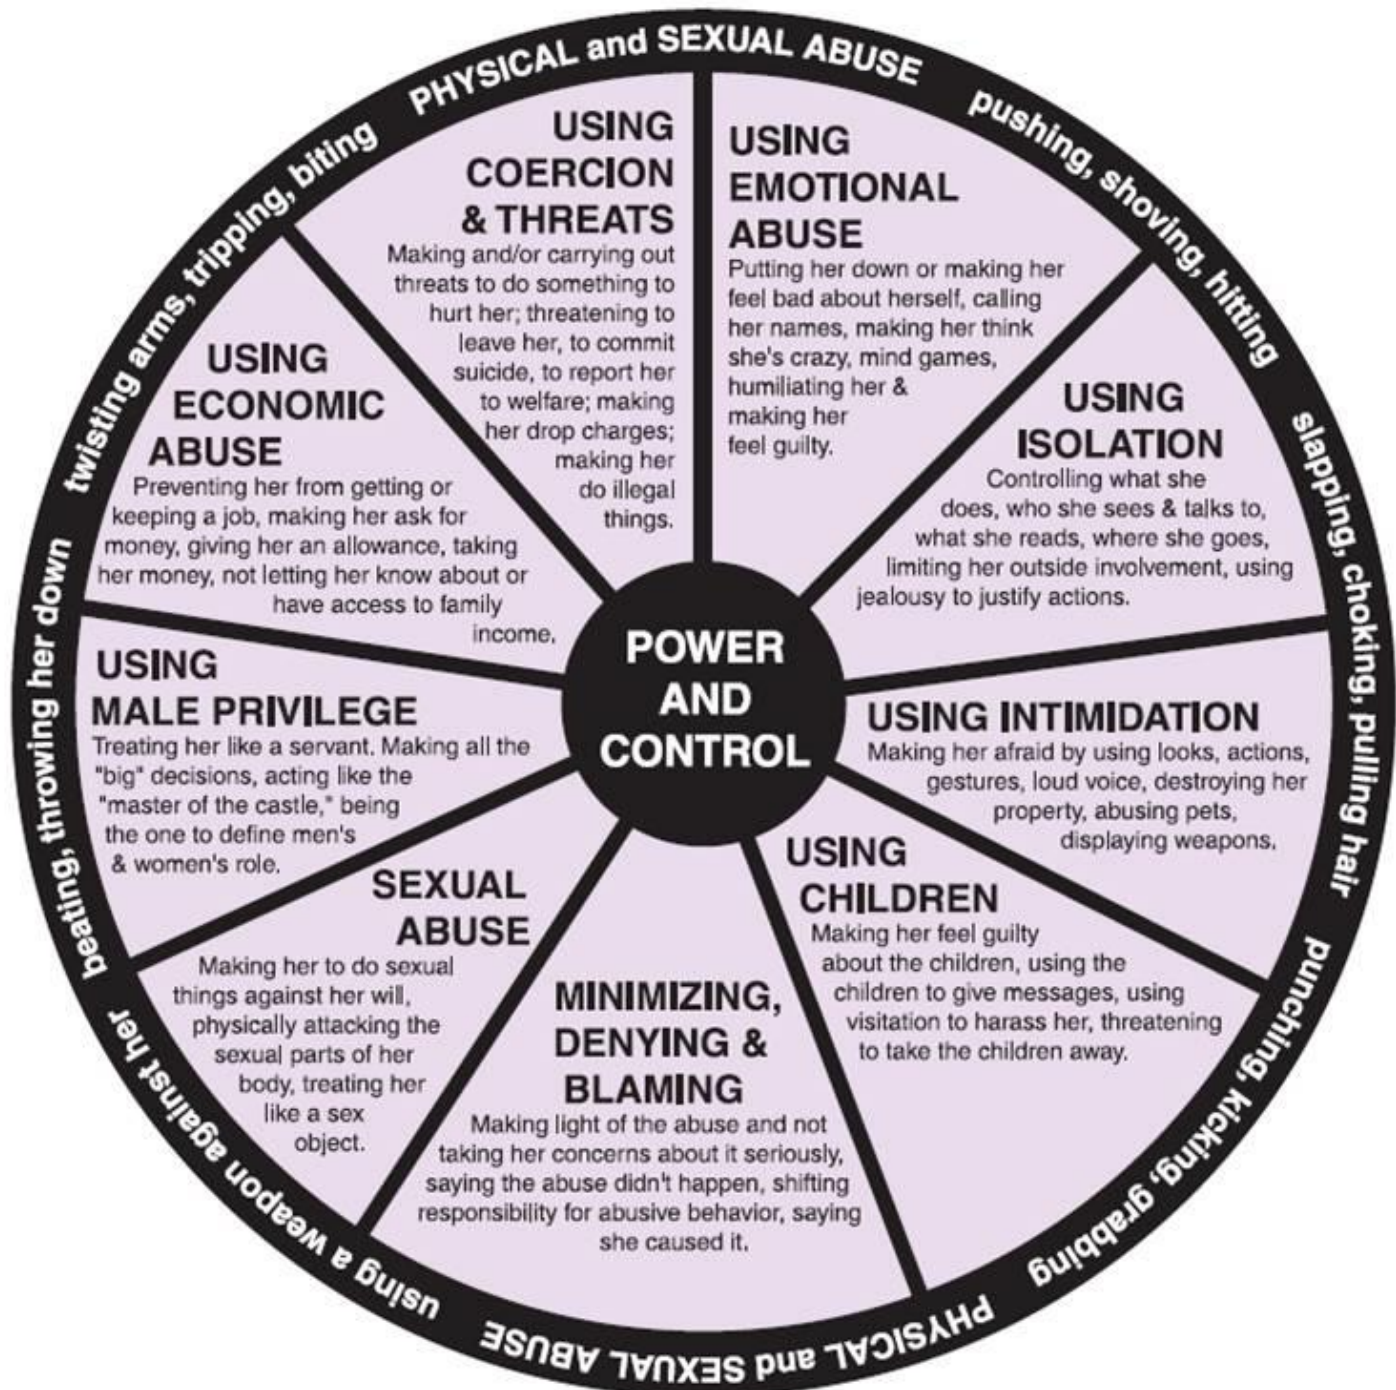 PHYSICAL and SEXUAL ABUSE
pushing, shoving, hitting
slapping, choking, pulling hair
punching, kicking, grabbing
PHYSICAL and SEXUAL ABUSE
using a weapon against her
beating, throwing her down
twisting arms, tripping, biting
POWER
AND
CONTROL
USING
EMOTIONAL
ABUSE
Putting her down or making her
feel bad about herself, calling
her names, making her think
she's crazy, mind games,
humiliating her &
making her
feel guilty.
USING
ISOLATION
Controlling what she
does, who she sees & talks to,
what she reads, where she goes,
limiting her outside involvement, using
jealousy to justify actions.
USING INTIMIDATION
Making her afraid by using looks, actions,
gestures, loud voice, destroying her
property, abusing pets,
displaying weapons.
USING
CHILDREN
Making her feel guilty
about the children, using the
children to give messages, using
visitation to harass her, threatening
to take the children away.
MINIMIZING,
DENYING &
BLAMING
Making light of the abuse and not
taking her concerns about it seriously,
saying the abuse didn't happen, shifting
responsibility for abusive behavior, saying
she caused it.
SEXUAL
ABUSE
Making her to do sexual
things against her will,
physically attacking the
sexual parts of her
body, treating her
like a sex
object.
USING
MALE PRIVILEGE
Treating her like a servant. Making all the
"big" decisions, acting like the
"master of the castle," being
the one to define men's
& women's role.
USING
ECONOMIC
ABUSE
Preventing her from getting or
keeping a job, making her ask for
money, giving her an allowance, taking
her money, not letting her know about or
have access to family
income.
USING
COERCION
& THREATS
Making and/or carrying out
threats to do something to
hurt her; threatening to
leave her, to commit
suicide, to report her
to welfare; making
her drop charges;
making her
do illegal
things.